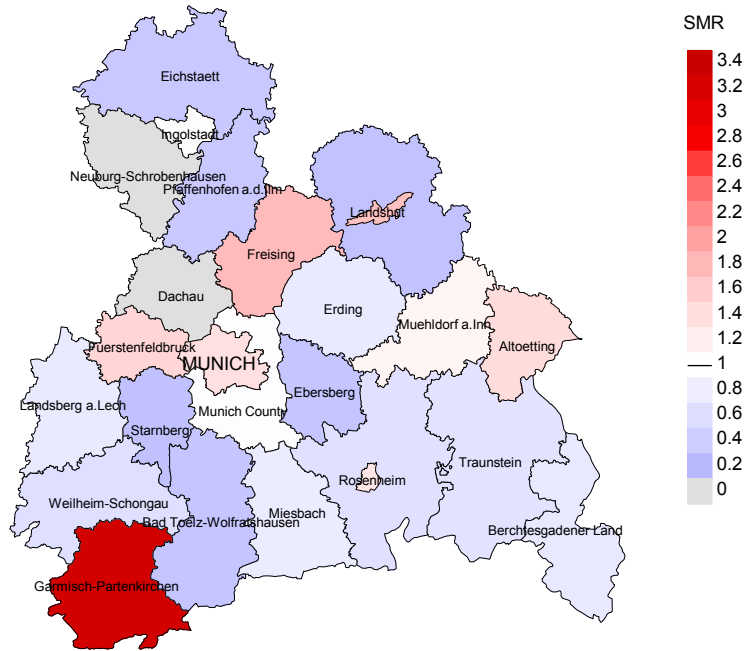 SMR
3.4
3.2
3
2.8
2.6
2.4
2.2
2
1.8
1.6
1.4
1.2
1
0.8
0.6
0.4
0.2
0
Eichstaett
Ingolstadt
Neuburg-Schrobenhausen
Pfaffenhofen a.d.Ilm
Landshut
Freising
Dachau
Erding
Muehldorf a.Inn
Altoetting
Fuerstenfeldbruck
MUNICH
Ebersberg
Landsberg a.Lech
Munich County
Starnberg
Traunstein
Rosenheim
Weilheim-Schongau
Miesbach
Bad Toelz-Wolfratshausen
Berchtesgadener Land
Garmisch-Partenkirchen